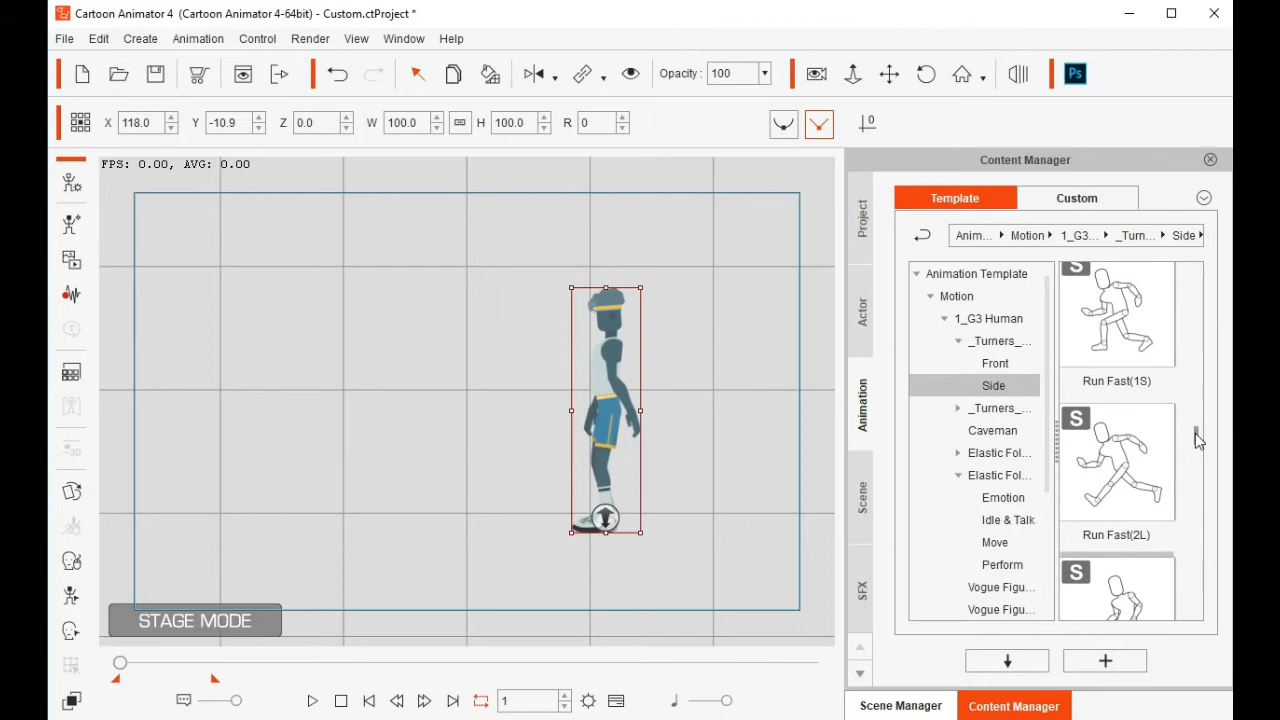 Cartoon Animator 4 (Cartoon Animator 4-64bit) - Custom.ctProject *
File Edit Create Animation Control Render View Window Help
Opacity : 100
Ps
X 118.0 Y -10.9 Z 0.0 W 100.0 H 100.0 R 0
0
FPS: 0.00, AVG: 0.00
STAGE MODE
1
Content Manager
Template Custom
Anim... Motion 1_G3... _Turn... Side
Project
Actor
Animation
Scene
SFX
Animation Template
Motion
1_G3 Human
_Turners_...
Front
Side
_Turners_...
Caveman
Elastic Fol...
Elastic Fol...
Emotion
Idle & Talk
Move
Perform
Vogue Figu...
Vogue Figu...
S
Run Fast(1S)
S
Run Fast(2L)
S
Scene Manager Content Manager
T
3D